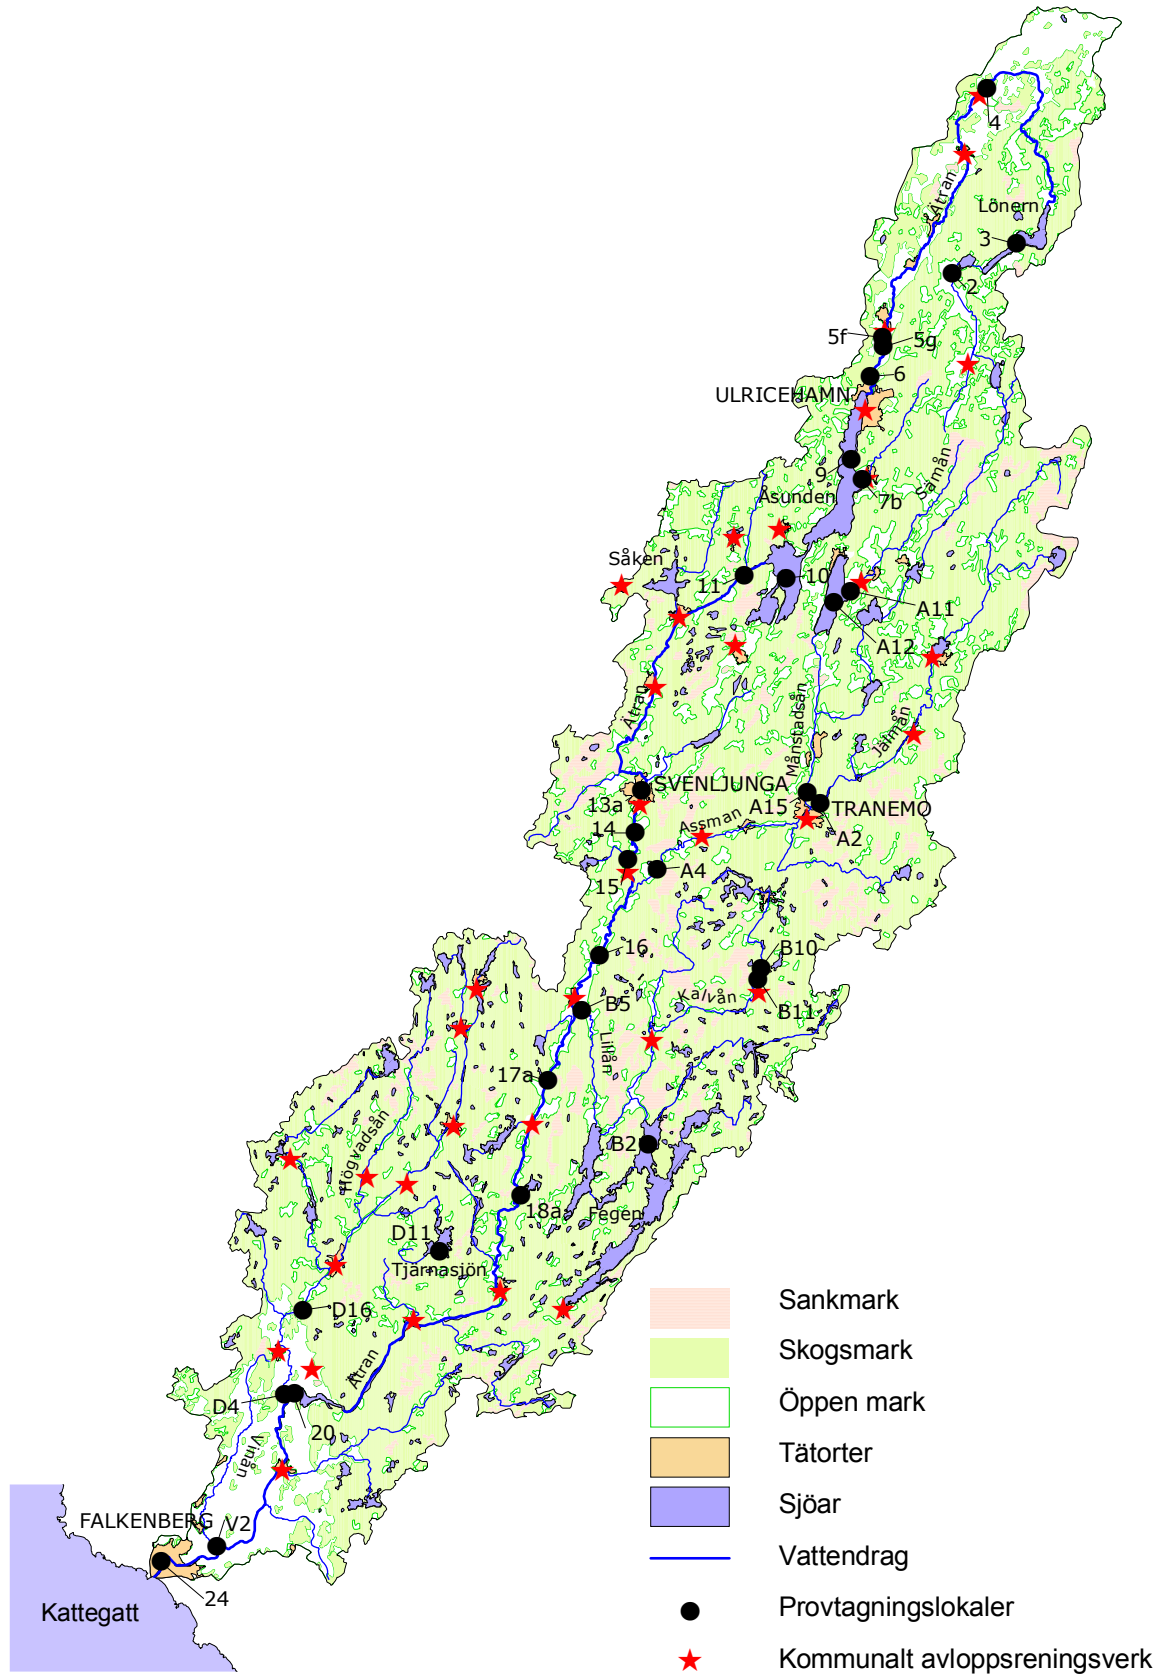 4
Ätran
Lönern
3
2
5f
5g
6
ULRICEHAMN
Sämån
9
7b
Åsunden
Såken
11
10
A11
A12
Ätran
Månstadsån
Jälmån
SVENLJUNGA
13a
A15
TRANEMO
14
Assman
A2
15
A4
16
B10
Kalvån
B5
B11
Lillån
17a
Högvadsån
B2
18a
Fegen
D11
Tjärnasjön
D16
Ätran
D4
20
Vinån
FALKENBERG
V2
24
Kattegatt
Sankmark
Skogsmark
Öppen mark
Tätorter
Sjöar
Vattendrag
Provtagningslokaler
Kommunalt avloppsreningsverk